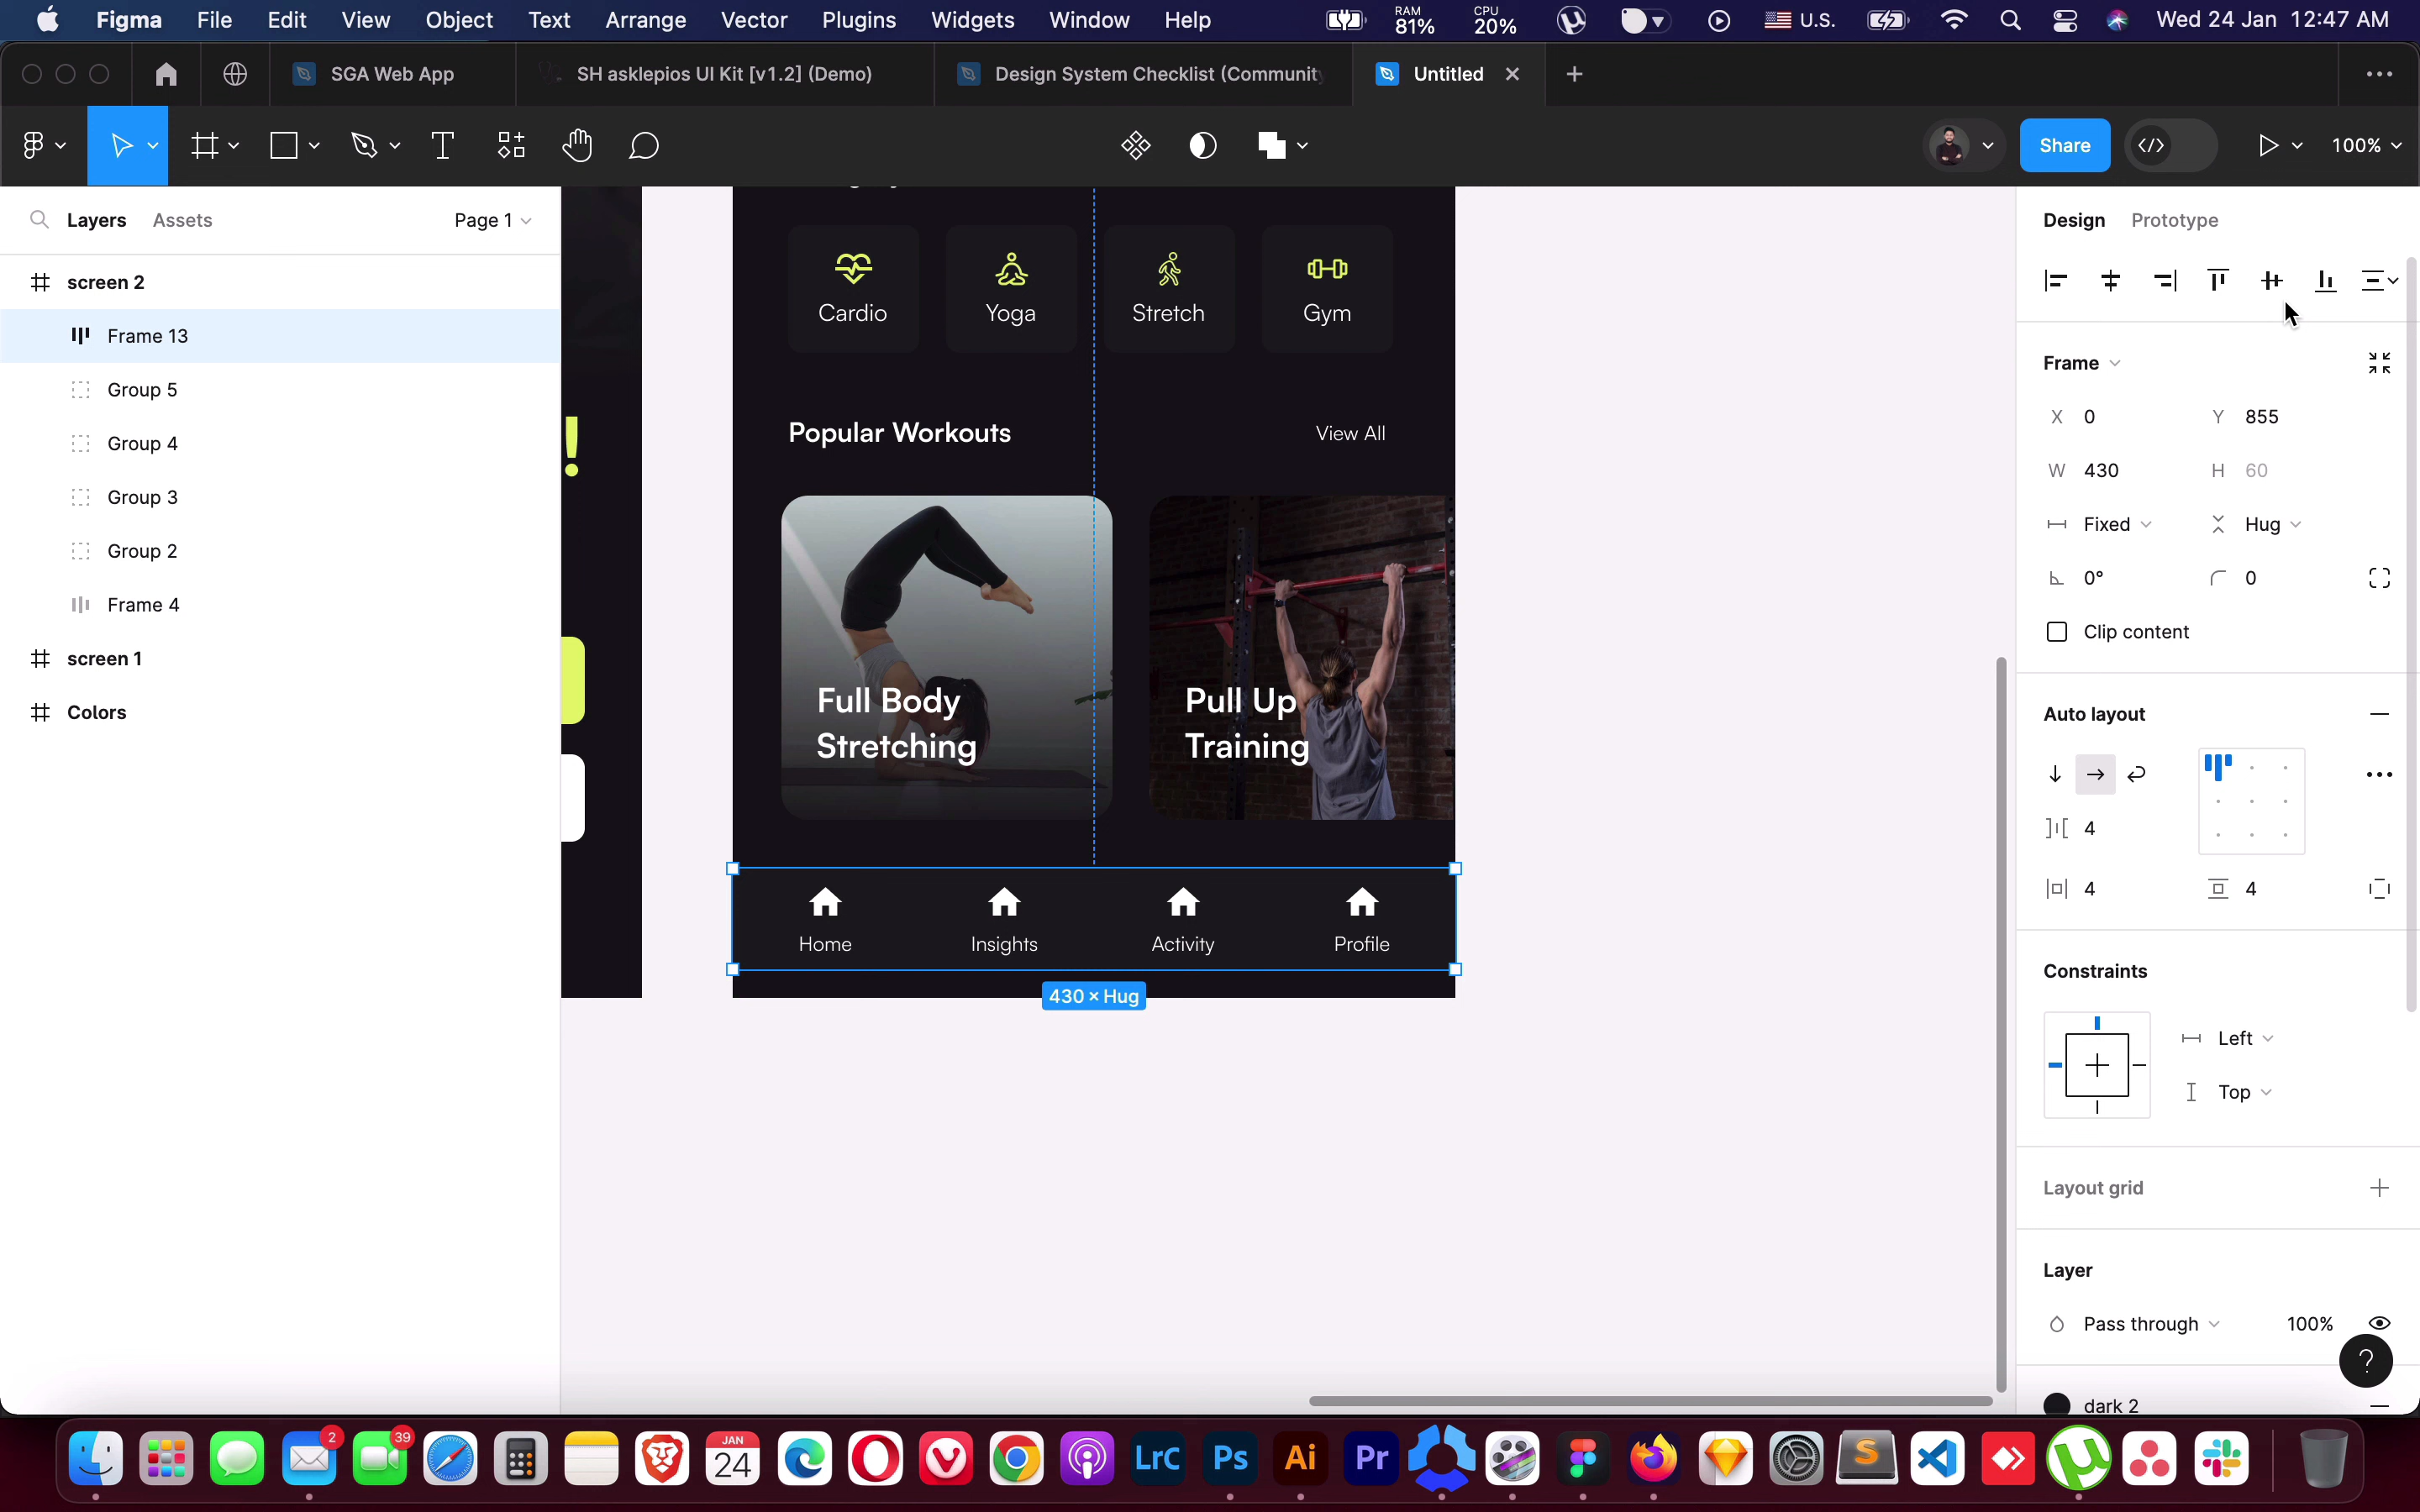 Figma File Edit View Object Text Arrange Vector Plugins Widgets Window Help RAM 81% CPU 20% U.S. Wed 24 Jan 12:47 AM
SGA Web App SH asklepios UI Kit [v1.2] (Demo) Design System Checklist (Community Untitled
Share 100%
Layers Assets Page 1
screen 2
Frame 13
Group 5
Group 4
Group 3
Group 2
Frame 4
screen 1
Colors
!
Cardio Yoga Stretch Gym
Popular Workouts View All
Full Body
Stretching
Pull Up
Training
Home Insights Activity Profile
430 × Hug
Design Prototype
Frame
X 0 Y 855
W 430 H 60
Fixed Hug
0° 0
Clip content
Auto layout
4
4 4
Constraints
Left
Top
Layout grid
Layer
Pass through 100%
?
dark 2
2 39 JAN 24 LrC Ps Ai Pr